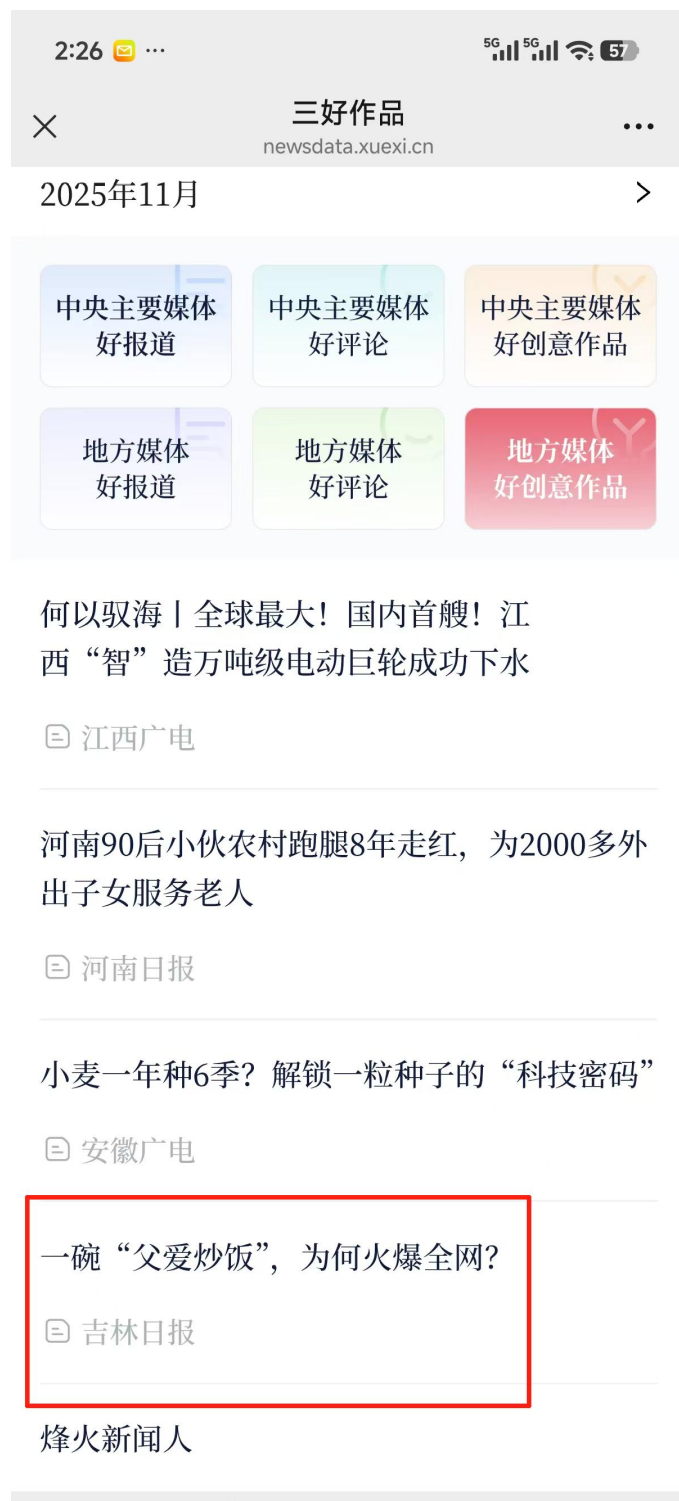 2:26
5G 5G 57
三好作品
newsdata.xuexi.cn
2025年11月
中央主要媒体
好报道
中央主要媒体
好评论
中央主要媒体
好创意作品
地方媒体
好报道
地方媒体
好评论
地方媒体
好创意作品
何以驭海丨全球最大！国内首艘！江
西“智”造万吨级电动巨轮成功下水
江西广电
河南90后小伙农村跑腿8年走红，为2000多外
出子女服务老人
河南日报
小麦一年种6季？解锁一粒种子的“科技密码”
安徽广电
一碗“父爱炒饭”，为何火爆全网？
吉林日报
烽火新闻人